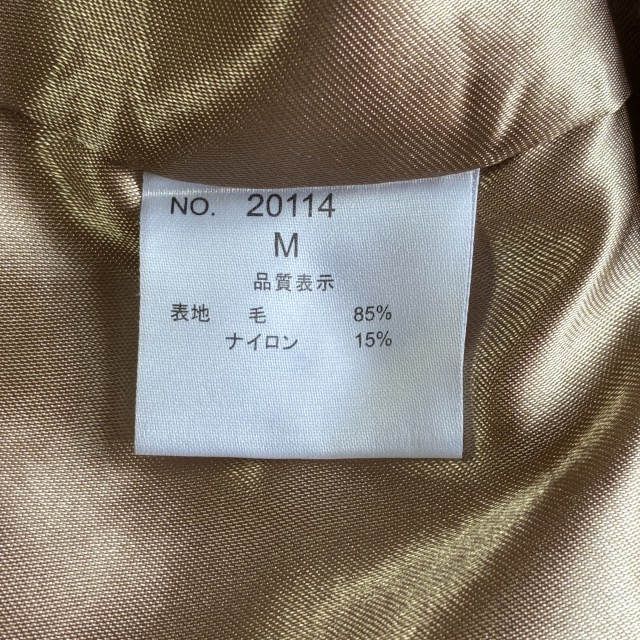 NO. 20114
M
品質表示
表地 毛 85%
ナイロン 15%